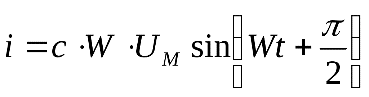 i = c · W · U_M sin(Wt + π/2)